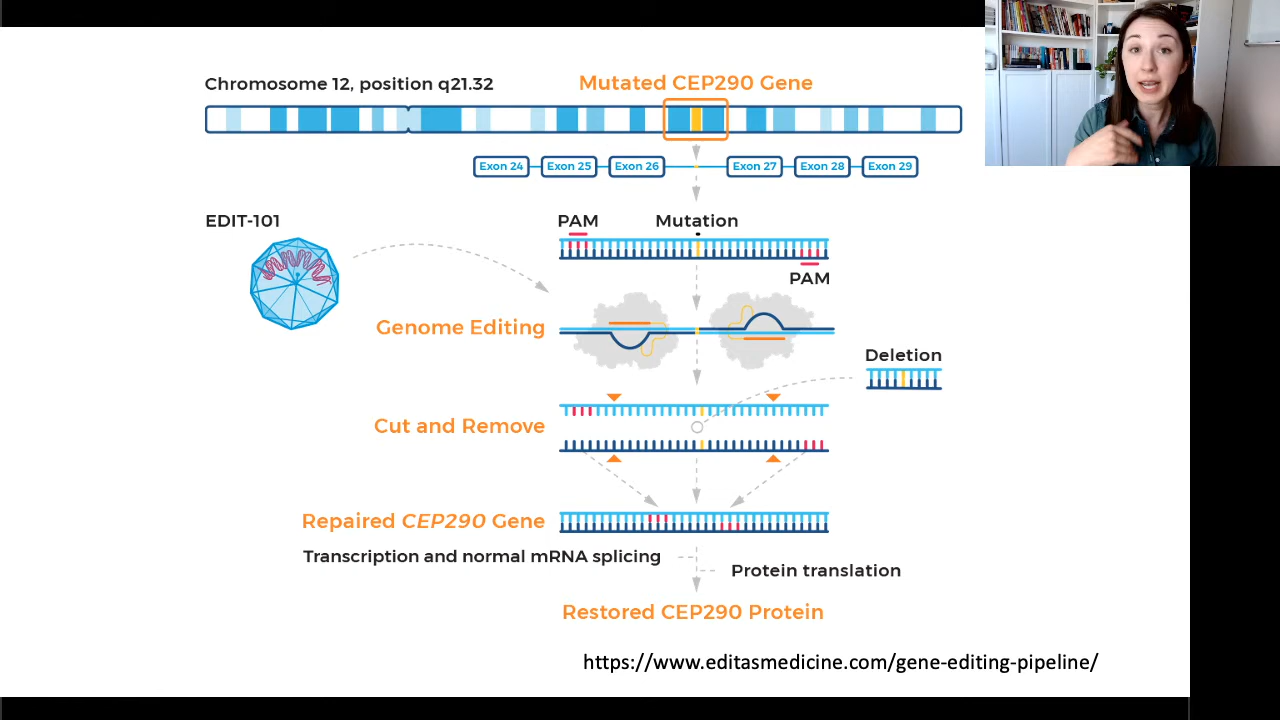 Chromosome 12, position q21.32
Mutated CEP290 Gene
Exon 24
Exon 25
Exon 26
Exon 27
Exon 28
Exon 29
EDIT-101
PAM
Mutation
PAM
Genome Editing
Deletion
Cut and Remove
Repaired CEP290 Gene
Transcription and normal mRNA splicing
Protein translation
Restored CEP290 Protein
https://www.editasmedicine.com/gene-editing-pipeline/